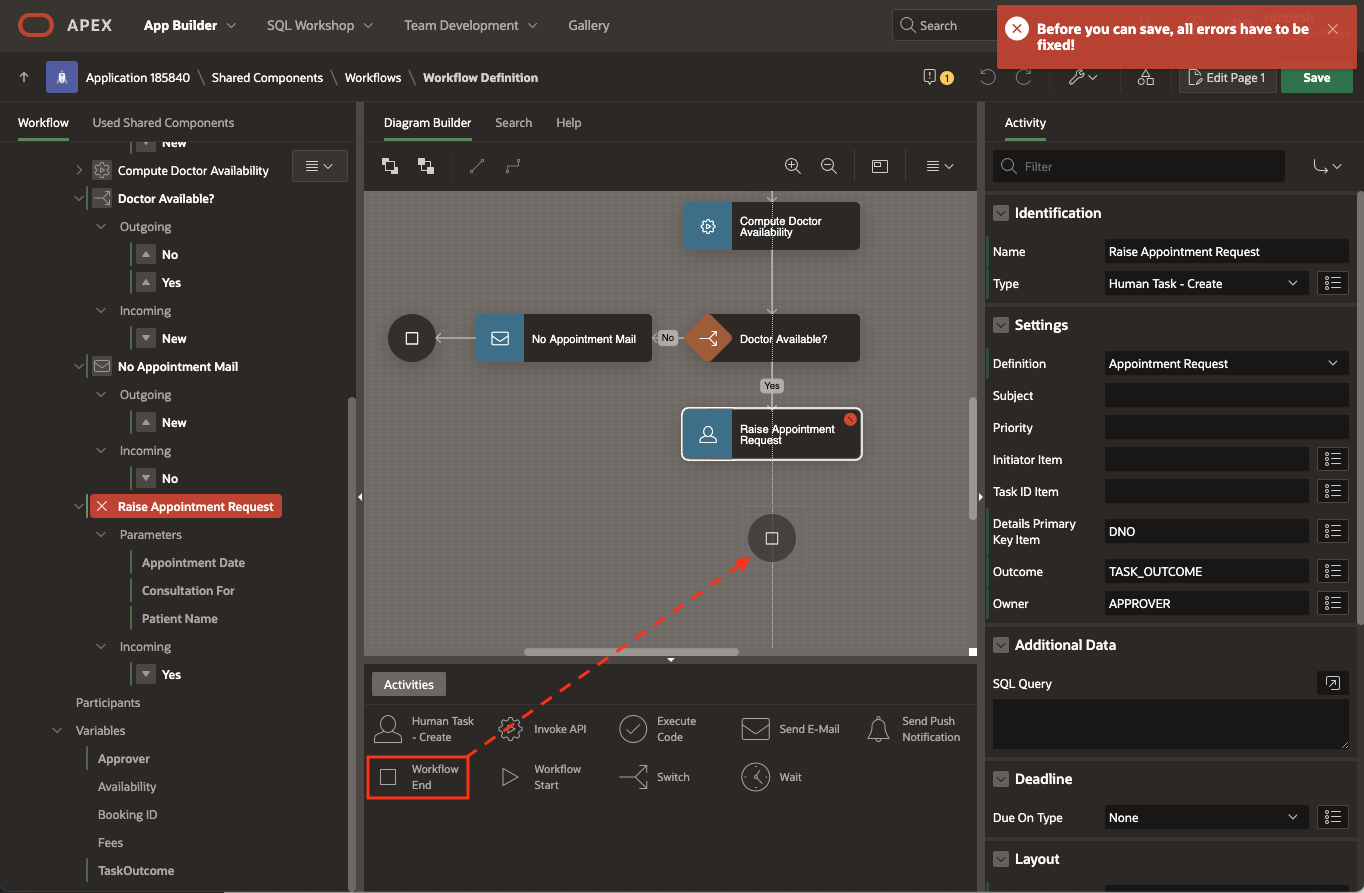 APEX
App Builder
SQL Workshop
Team Development
Gallery
Search
Before you can save, all errors have to be
fixed!
Application 185840 \ Shared Components \ Workflows \ Workflow Definition
1
Edit Page 1
Save
Workflow
Used Shared Components
New
Compute Doctor Availability
Doctor Available?
Outgoing
No
Yes
Incoming
New
No Appointment Mail
Outgoing
New
Incoming
No
Raise Appointment Request
Parameters
Appointment Date
Consultation For
Patient Name
Incoming
Yes
Participants
Variables
Approver
Availability
Booking ID
Fees
TaskOutcome
Diagram Builder
Search
Help
Compute Doctor
Availability
No Appointment Mail
No
Doctor Available?
Yes
Raise Appointment
Request
Activities
Human Task
- Create
Invoke API
Execute
Code
Send E-Mail
Send Push
Notification
Workflow
End
Workflow
Start
Switch
Wait
Activity
Filter
Identification
Name
Raise Appointment Request
Type
Human Task - Create
Settings
Definition
Appointment Request
Subject
Priority
Initiator Item
Task ID Item
Details Primary
Key Item
DNO
Outcome
TASK_OUTCOME
Owner
APPROVER
Additional Data
SQL Query
Deadline
Due On Type
None
Layout